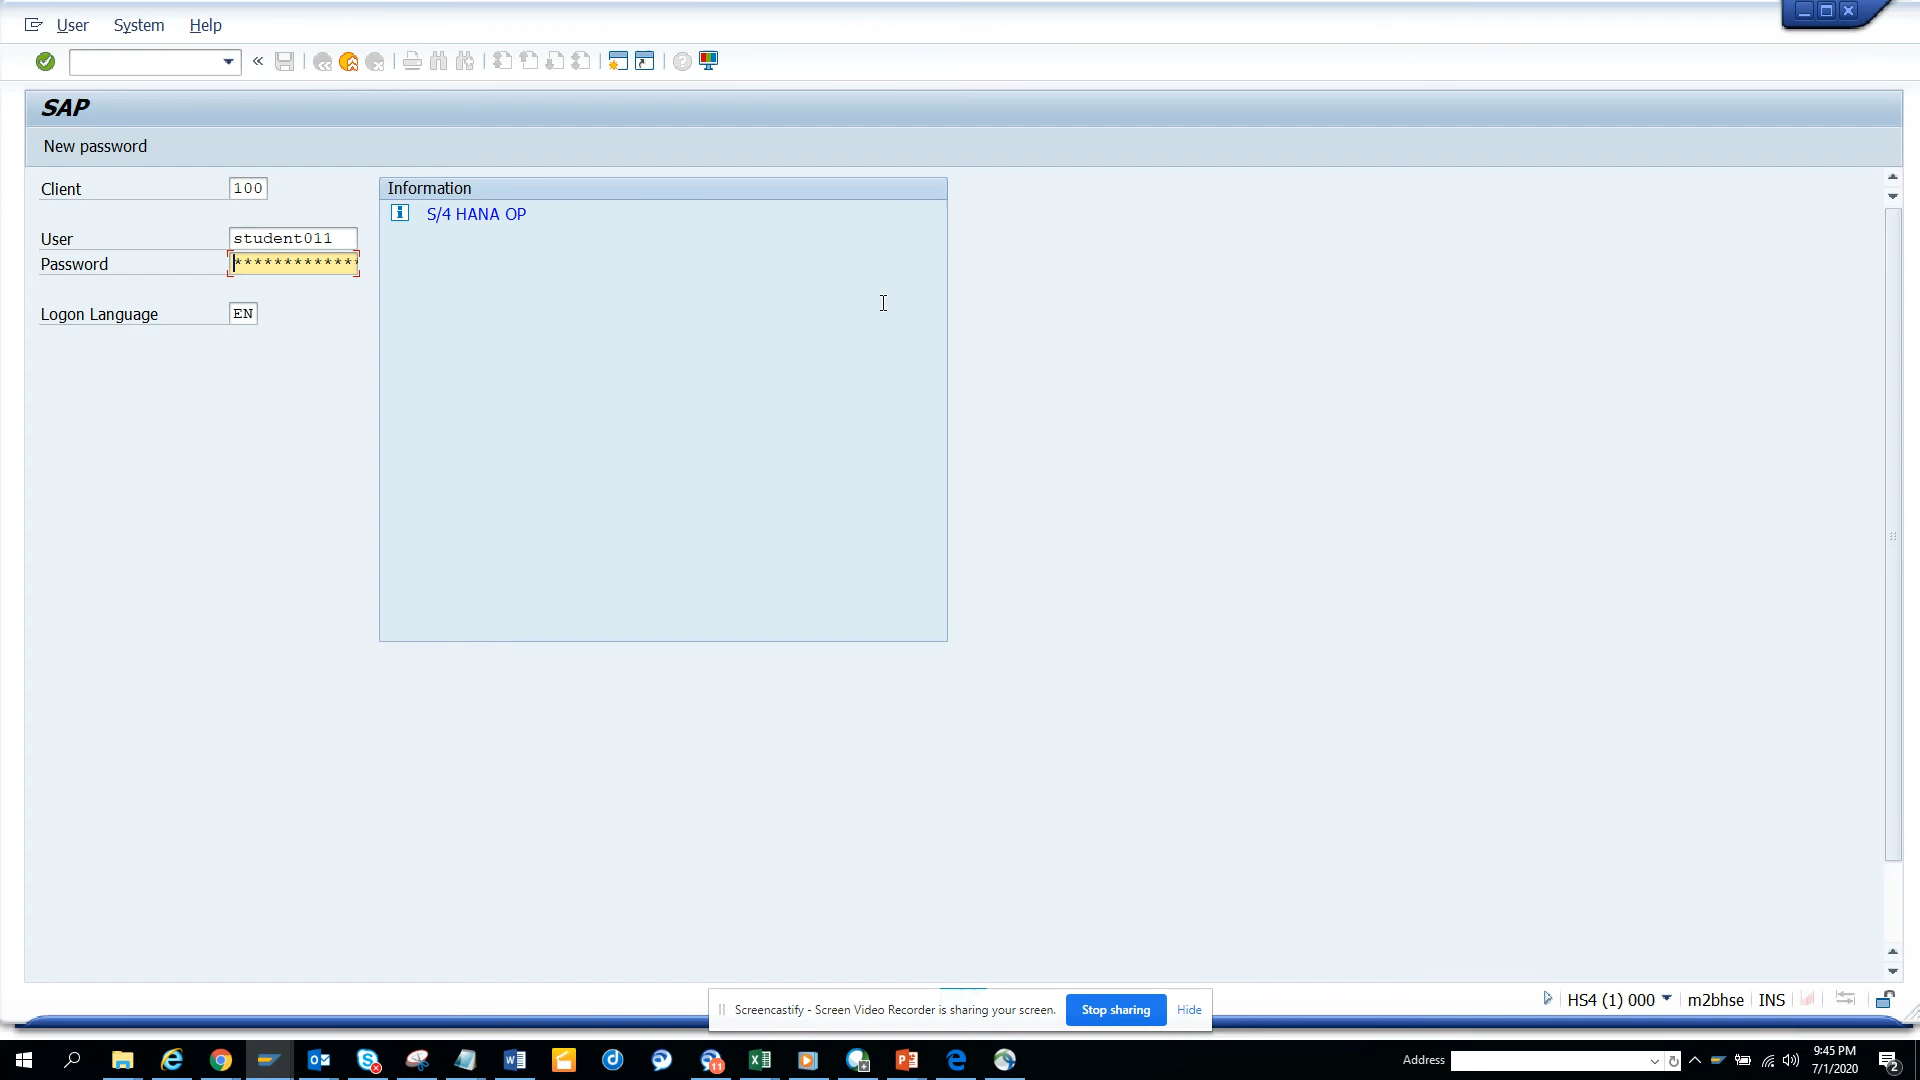 User System Help
SAP
New password
Client 100
Information
S/4 HANA OP
User student011
Password *************
Logon Language EN
HS4 (1) 000 m2bhse INS
Screencastify - Screen Video Recorder is sharing your screen. Stop sharing Hide
11
Address
9:45 PM
7/1/2020
2